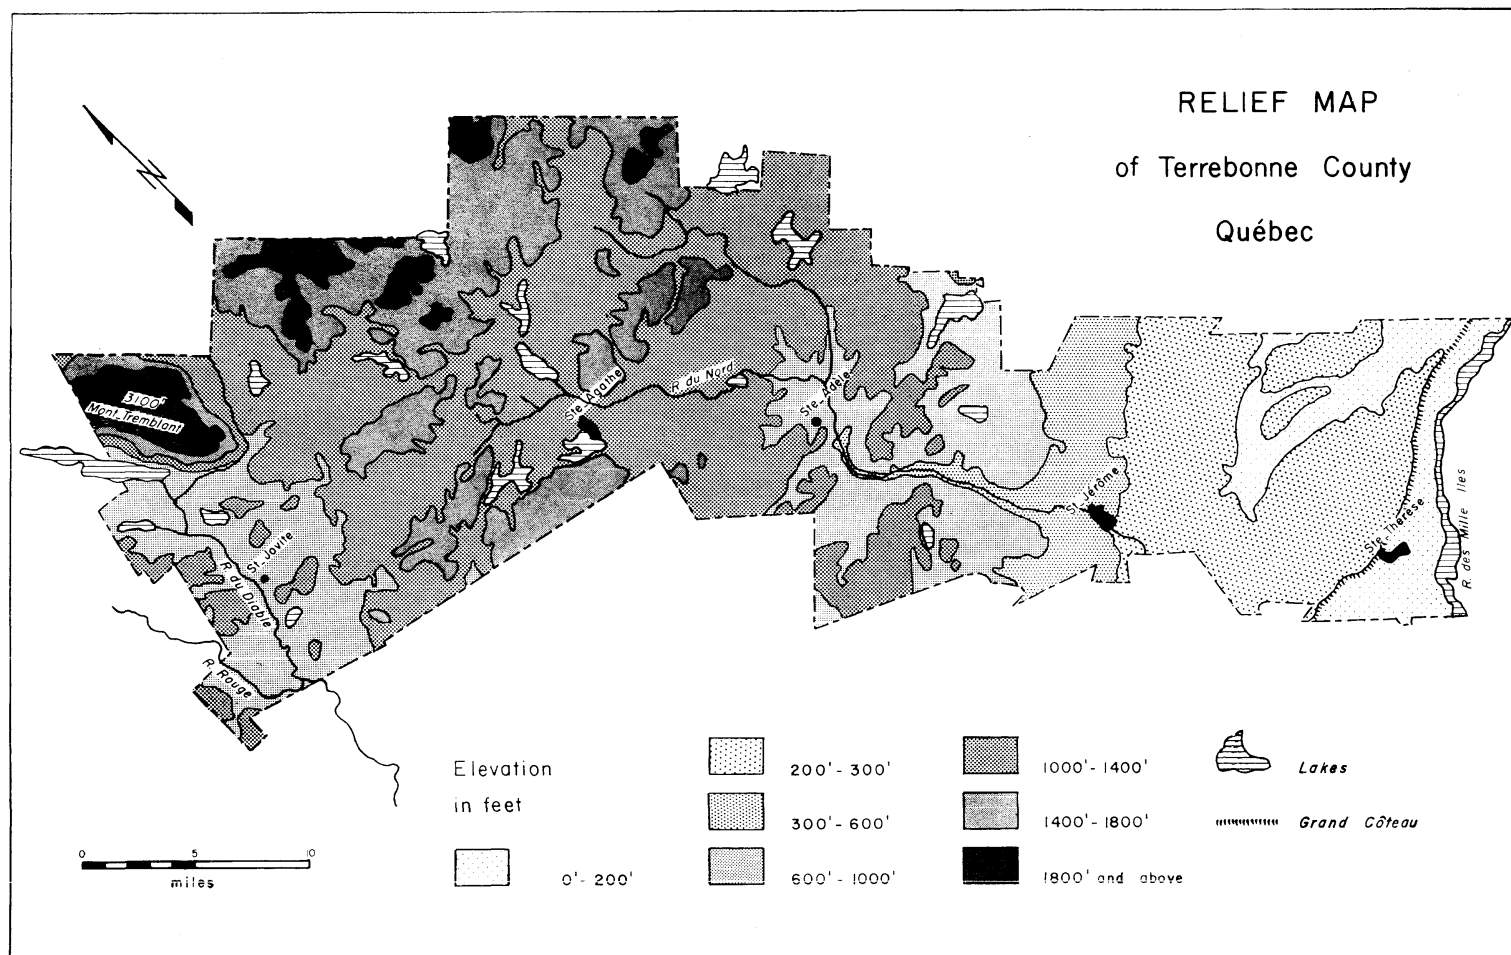 RELIEF MAP
of Terrebonne County
Québec
N
3100'
Mont-Tremblant
Ste-Agathe
R. du Nord
Ste-Adèle
St-Jérôme
Ste-Thérèse
R. des Mille Iles
St-Jovite
R. du Diable
R. Rouge
Elevation
in feet
0'-200'
200'-300'
300'-600'
600'-1000'
1000'-1400'
1400'-1800'
1800' and above
Lakes
Grand Côteau
0 5 10
miles